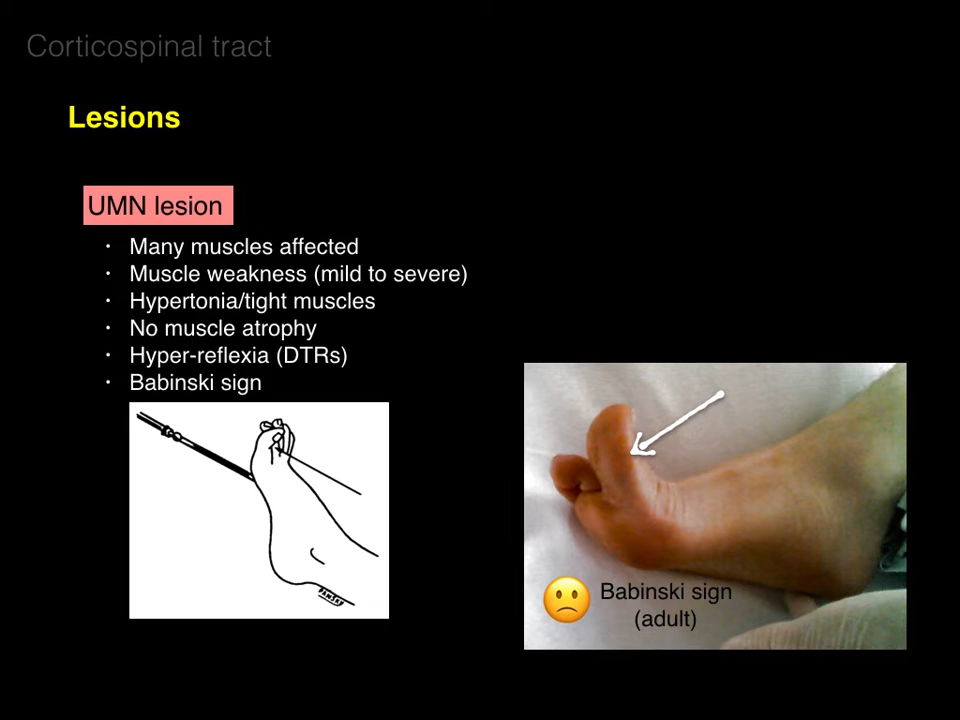 Corticospinal tract
Lesions
UMN lesion
• Many muscles affected
• Muscle weakness (mild to severe)
• Hypertonia/tight muscles
• No muscle atrophy
• Hyper-reflexia (DTRs)
• Babinski sign
Babinski sign
(adult)